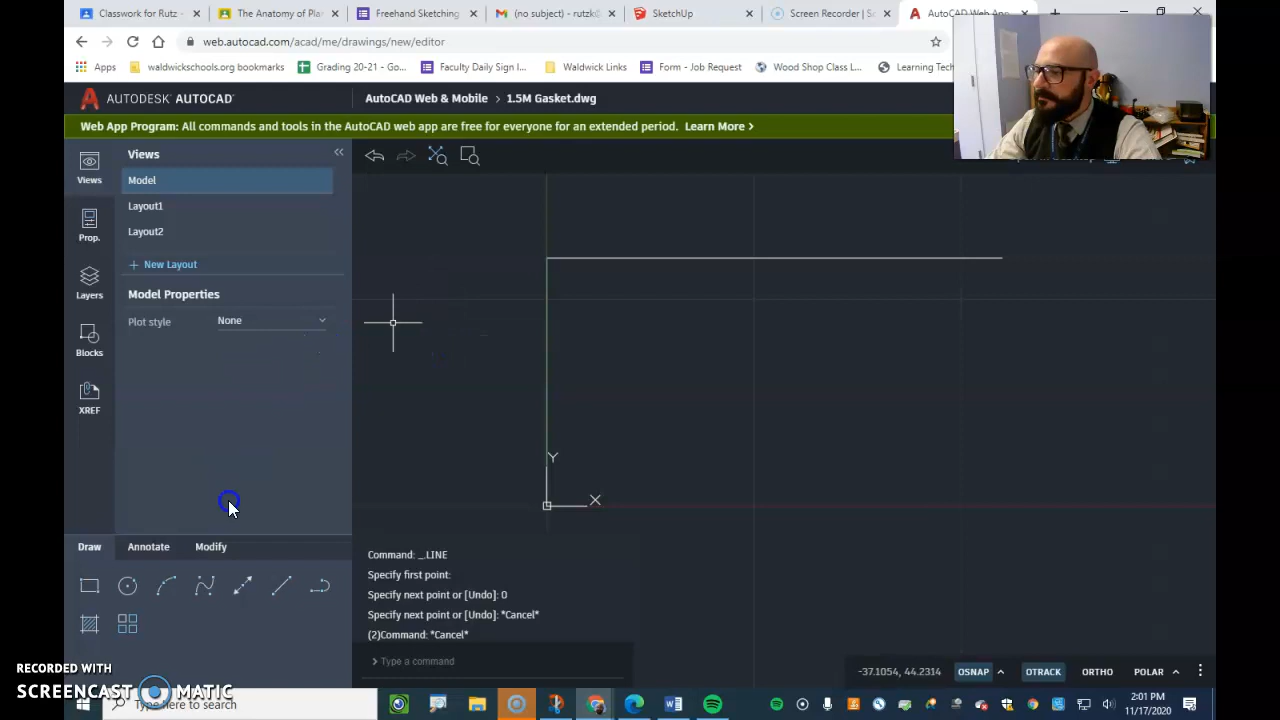 Classwork for Rutz -
The Anatomy of Pla
Freehand Sketching
(no subject) - rutzk@
SketchUp
Screen Recorder | S
AutoCAD Web App
web.autocad.com/acad/me/drawings/new/editor
Apps
waldwickschools.org bookmarks
Grading 20-21 - Go...
Faculty Daily Sign I...
Waldwick Links
Form - Job Request
Wood Shop Class L...
Learning Tech
AUTODESK® AUTOCAD®
AutoCAD Web & Mobile > 1.5M Gasket.dwg
Web App Program: All commands and tools in the AutoCAD web app are free for everyone for an extended period. Learn More >
Views
Prop.
Layers
Blocks
XREF
Views
Model
Layout1
Layout2
+ New Layout
Model Properties
Plot style None
Y
X
Draw
Annotate
Modify
Command: _.LINE
Specify first point:
Specify next point or [Undo]: 0
Specify next point or [Undo]: *Cancel*
(2)Command: *Cancel*
Type a command
-37.1054, 44.2314
OSNAP
OTRACK
ORTHO
POLAR
RECORDED WITH
SCREENCAST MATIC
Type here to search
2:01 PM
11/17/2020